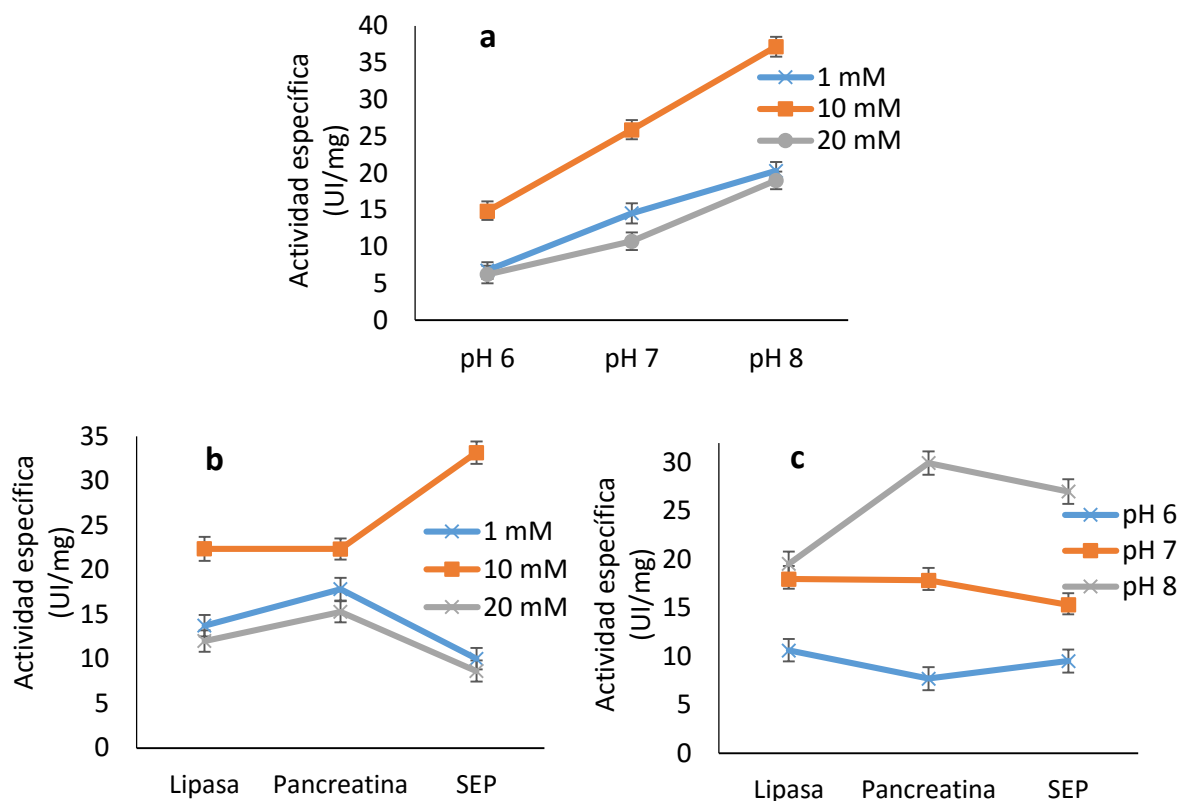 a
Actividad específica
(UI/mg)
40
35
30
25
20
15
10
5
0
pH 6
pH 7
pH 8
1 mM
10 mM
20 mM
b
Actividad específica
(UI/mg)
35
30
25
20
15
10
5
0
Lipasa
Pancreatina
SEP
1 mM
10 mM
20 mM
c
Actividad específica
(UI/mg)
30
25
20
15
10
5
0
Lipasa
Pancreatina
SEP
pH 6
pH 7
pH 8